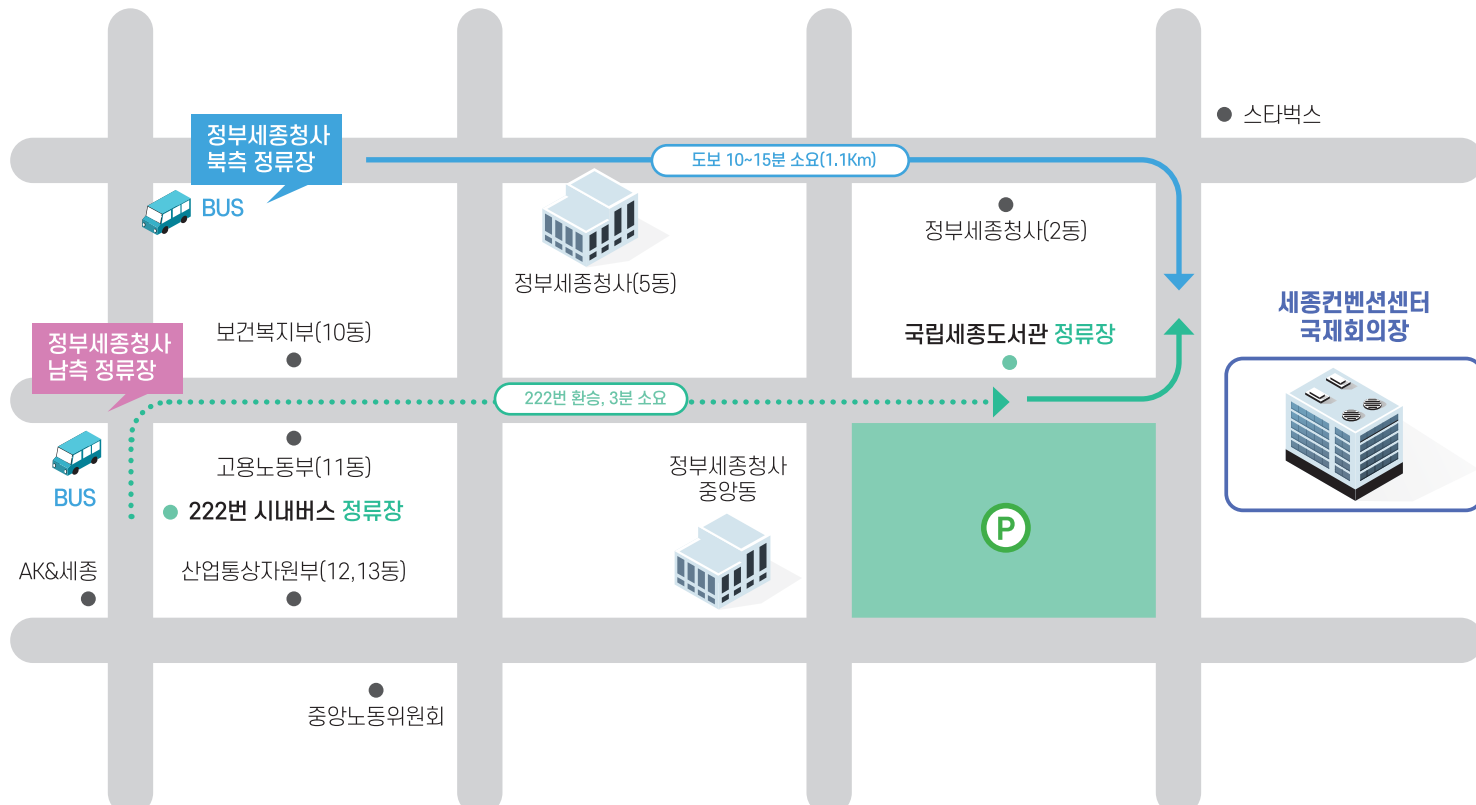 스타벅스
정부세종청사
북측 정류장
도보 10~15분 소요(1.1Km)
BUS
정부세종청사(2동)
정부세종청사(5동)
세종컨벤션센터
국제회의장
정부세종청사
남측 정류장
보건복지부(10동)
국립세종도서관 정류장
222번 환승, 3분 소요
고용노동부(11동)
정부세종청사
중앙동
BUS
222번 시내버스 정류장
P
AK&세종
산업통상자원부(12,13동)
중앙노동위원회